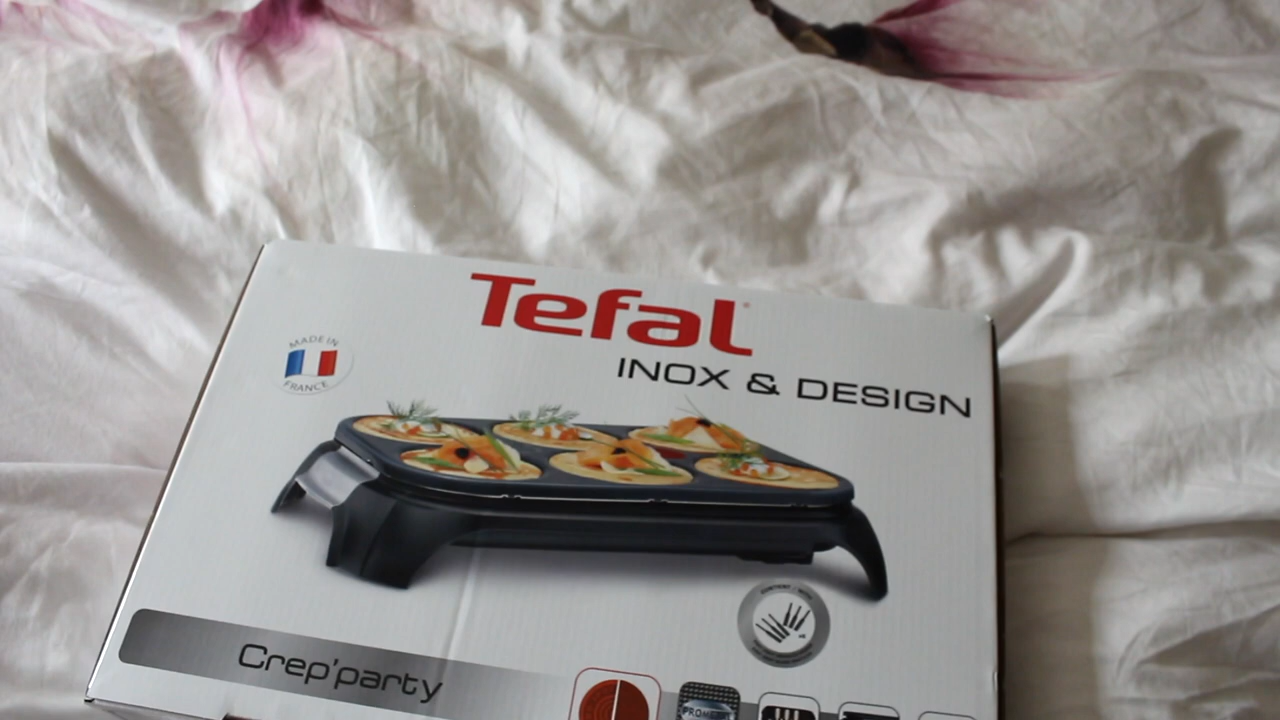 Tefal
INOX & DESIGN
MADE IN
FRANCE
Crep'party